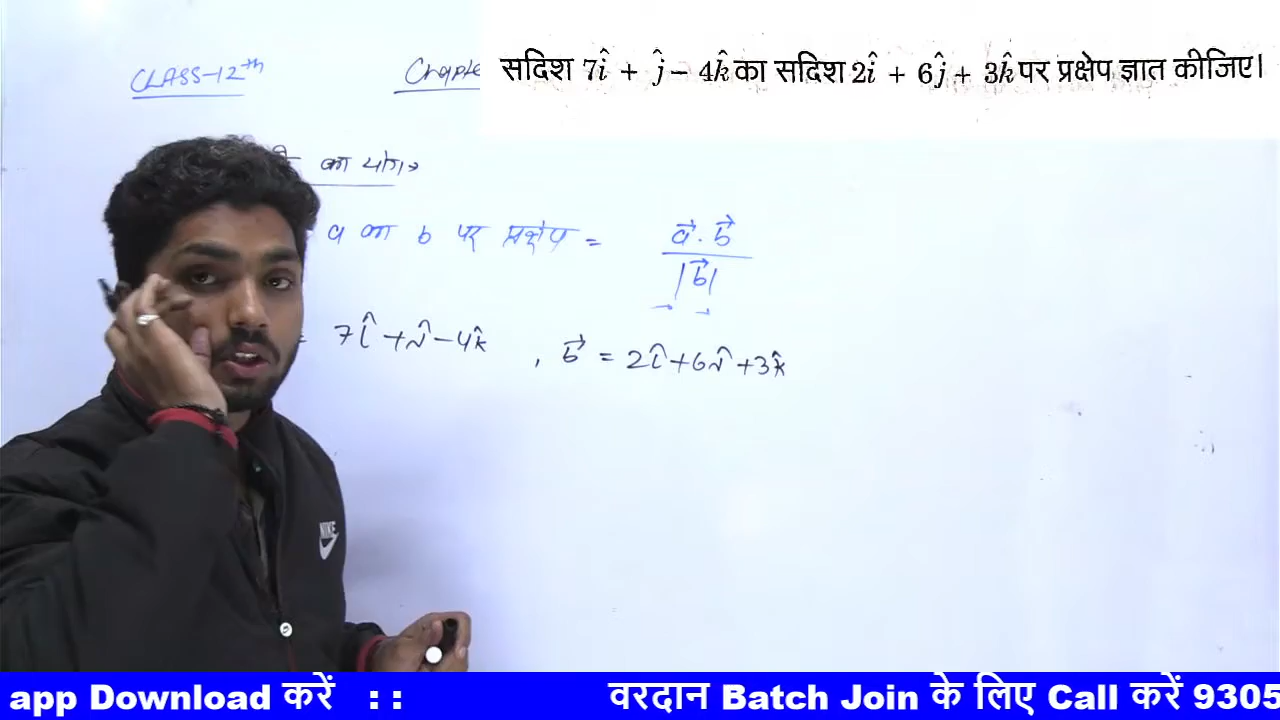 सदिश 7î + ĵ − 4k̂ का सदिश 2î + 6ĵ + 3k̂ पर प्रक्षेप ज्ञात कीजिए।
CLASS-12th Chapte
का योग→
a का b पर प्रक्षेप = a⃗ . b⃗ / |b⃗|
= 7î + ĵ − 4k̂ , b⃗ = 2î + 6ĵ + 3k̂
NIKE
app Download करें : : वरदान Batch Join के लिए Call करें 9305